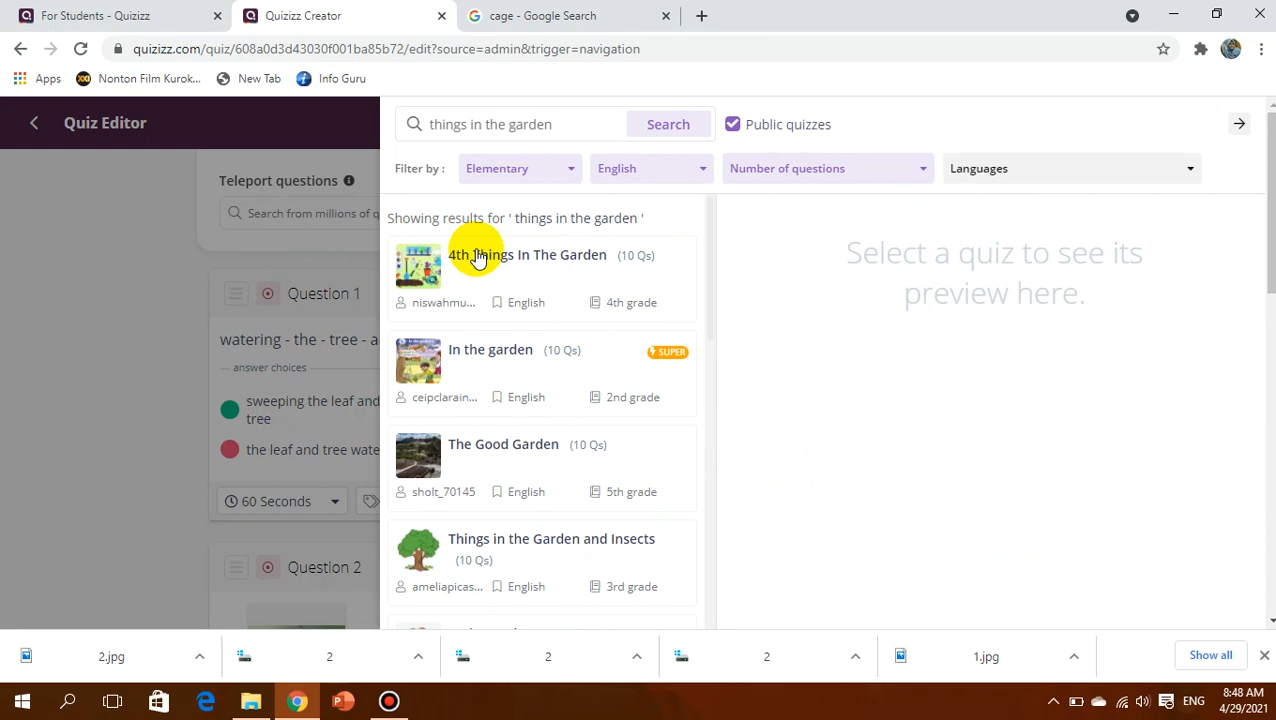 For Students - Quizizz
Quizizz Creator
cage - Google Search
quizizz.com/quiz/608a0d3d43030f001ba85b72/edit?source=admin&trigger=navigation
Apps
Nonton Film Kurok...
New Tab
Info Guru
Quiz Editor
things in the garden
Search
Public quizzes
Filter by :
Elementary
English
Number of questions
Languages
Teleport questions
Search from millions of q
Showing results for ' things in the garden '
4th Things In The Garden (10 Qs)
niswahmu... English 4th grade
In the garden (10 Qs) SUPER
ceipclarain... English 2nd grade
The Good Garden (10 Qs)
sholt_70145 English 5th grade
Things in the Garden and Insects
(10 Qs)
ameliapicas... English 3rd grade
Select a quiz to see its
preview here.
Question 1
watering - the - tree - a
answer choices
sweeping the leaf and
tree
the leaf and tree wate
60 Seconds
Question 2
2.jpg
2
2
2
1.jpg
Show all
ENG
8:48 AM
4/29/2021